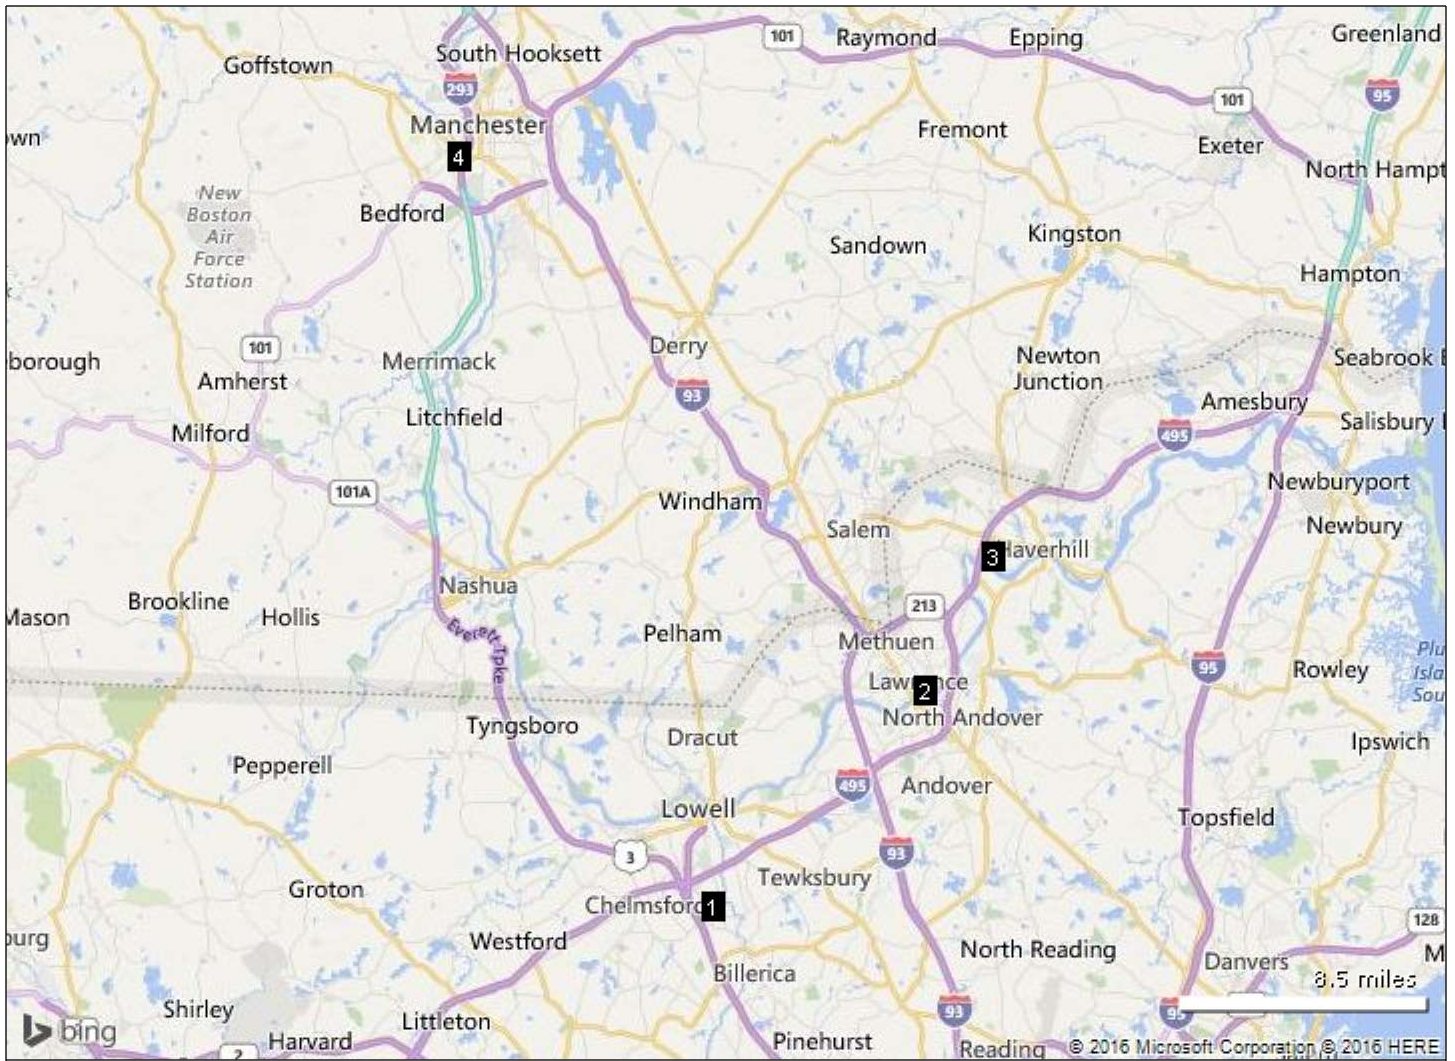 Greenland
101
Raymond
Epping
South Hooksett
Goffstown
293
95
101
Manchester
Fremont
own
Exeter
4
North Hampt
New
Boston
Air
Force
Station
Bedford
Kingston
Sandown
Hampton
101
Derry
Newton
Junction
Seabrook
borough
Merrimack
Amherst
93
Amesbury
Litchfield
Salisbury
Milford
495
101A
Newburyport
Windham
Salem
Newbury
3
Haverhill
Nashua
Brookline
213
Mason
Hollis
Everett Tpke
Pelham
Methuen
Plu
Isla
Sou
95
Rowley
Lawrence
2
North Andover
Tyngsboro
Dracut
Ipswich
Pepperell
495
Andover
Lowell
Topsfield
3
93
Groton
Tewksbury
Chelmsford
1
128
burg
Westford
North Reading
M
Danvers
Billerica
8.5 miles
Shirley
93
95
Littleton
bing
Harvard
2
Pinehurst
Reading
© 2016 Microsoft Corporation © 2016 HERE